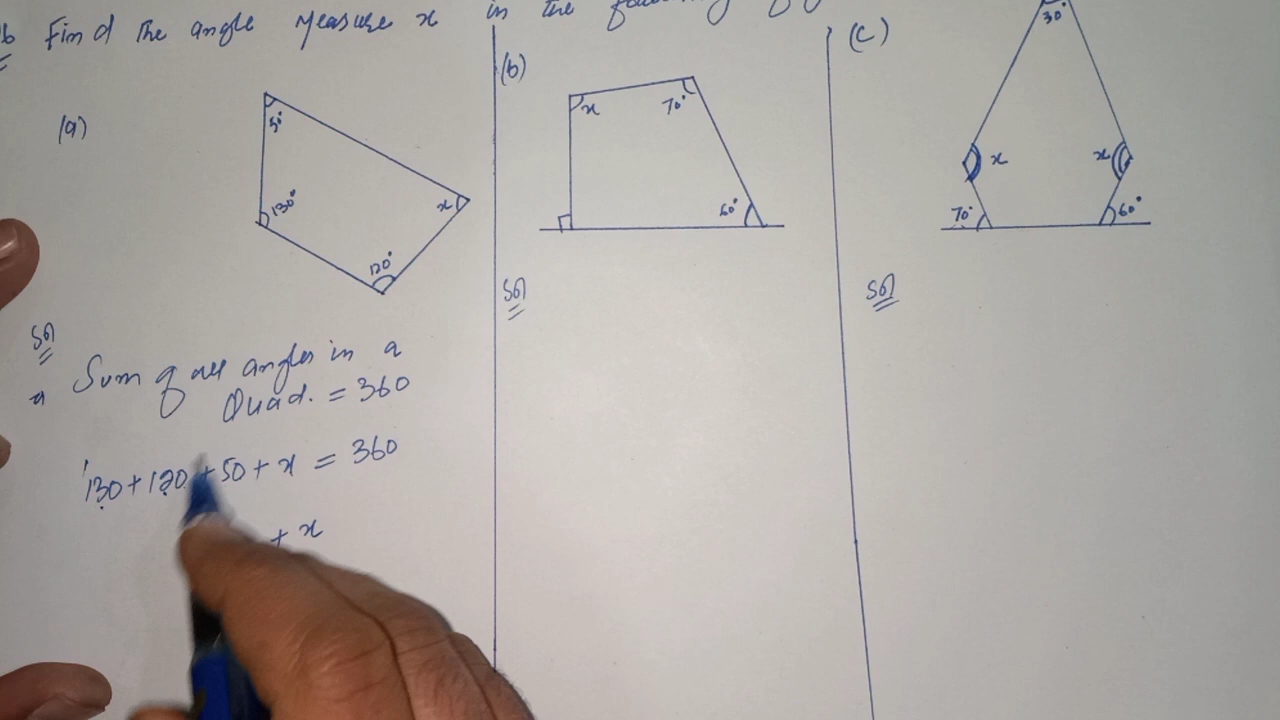 Find the angle measure x in the
(a)
50°
130°
x
120°
Sol
Sum of all angles in a
Quad. = 360
130 + 120 + 50 + x = 360
+ x
(b)
x
70°
60°
Sol
(c)
30°
x
x
70°
60°
Sol